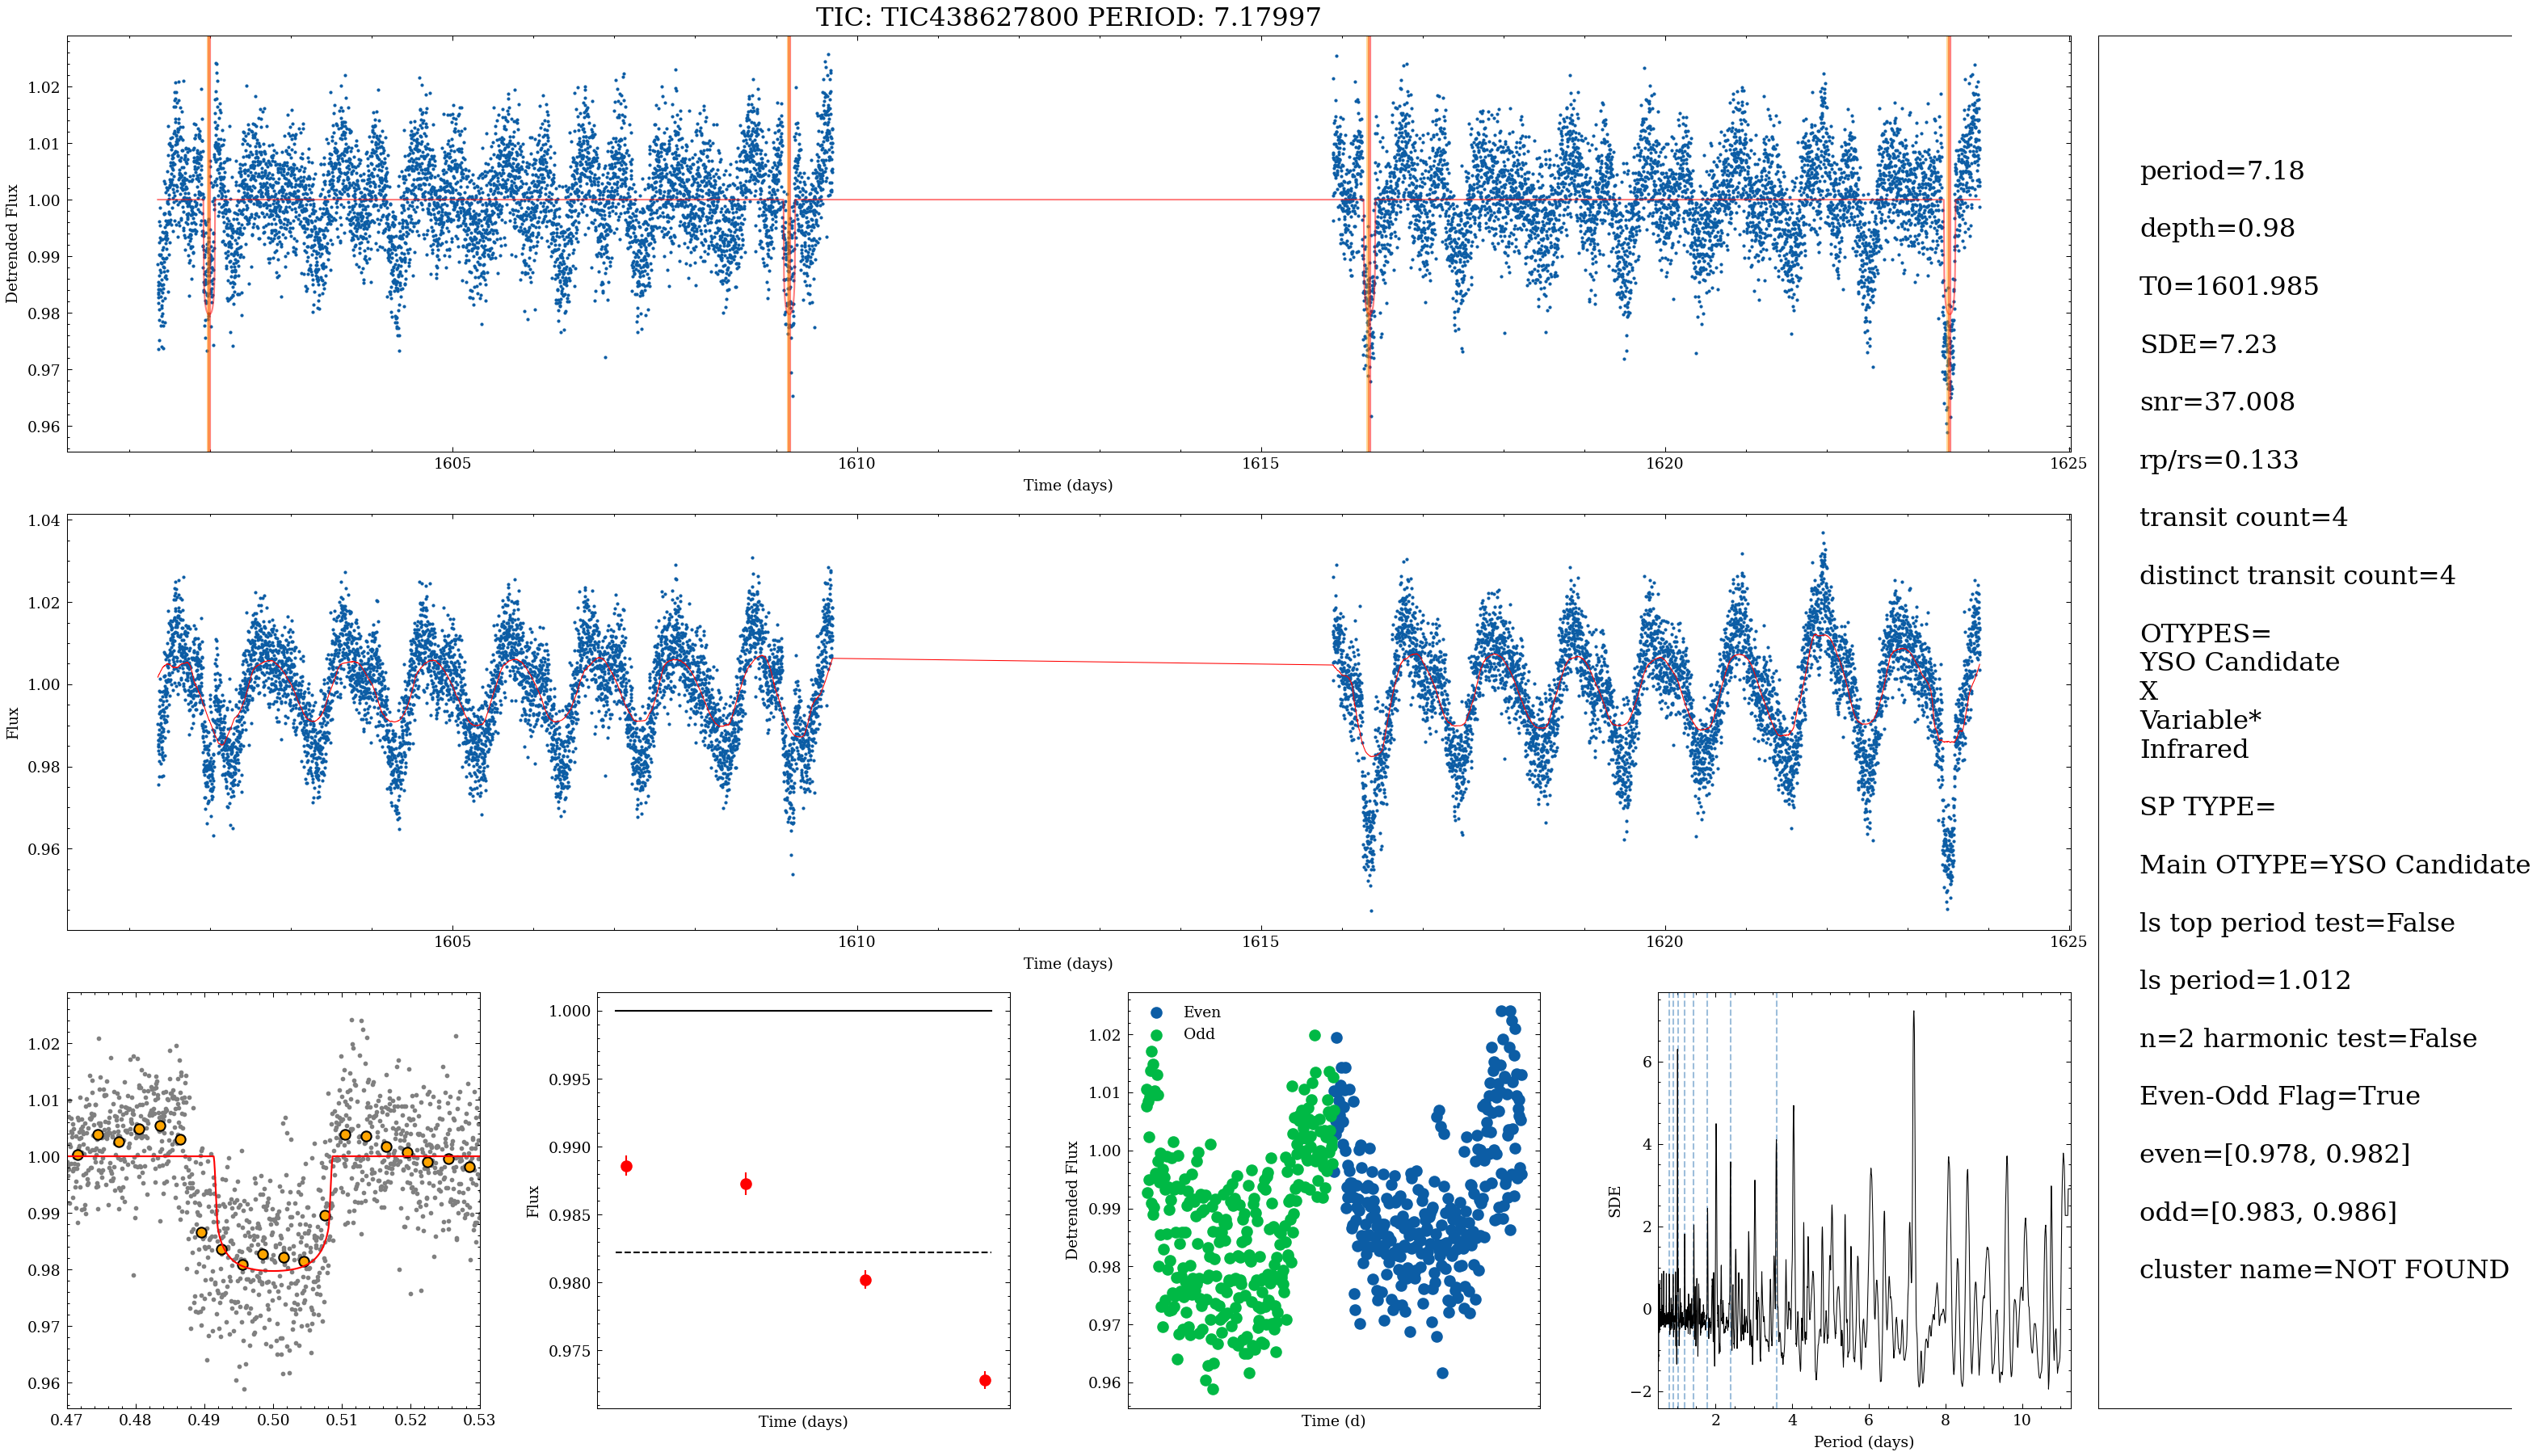 TIC: TIC438627800 PERIOD: 7.17997
Detrended Flux
1.02
1.01
1.00
0.99
0.98
0.97
0.96
1605
1610
1615
1620
1625
Time (days)
Flux
1.04
1.02
1.00
0.98
0.96
1605
1610
1615
1620
1625
Time (days)
1.02
1.01
1.00
0.99
0.98
0.97
0.96
0.47
0.48
0.49
0.50
0.51
0.52
0.53
Flux
1.000
0.995
0.990
0.985
0.980
0.975
Time (days)
Detrended Flux
Even
Odd
1.02
1.01
1.00
0.99
0.98
0.97
0.96
Time (d)
SDE
6
4
2
0
−2
2
4
6
8
10
Period (days)
period=7.18
depth=0.98
T0=1601.985
SDE=7.23
snr=37.008
rp/rs=0.133
transit count=4
distinct transit count=4
OTYPES=
YSO Candidate
X
Variable*
Infrared
SP TYPE=
Main OTYPE=YSO Candidate
ls top period test=False
ls period=1.012
n=2 harmonic test=False
Even-Odd Flag=True
even=[0.978, 0.982]
odd=[0.983, 0.986]
cluster name=NOT FOUND